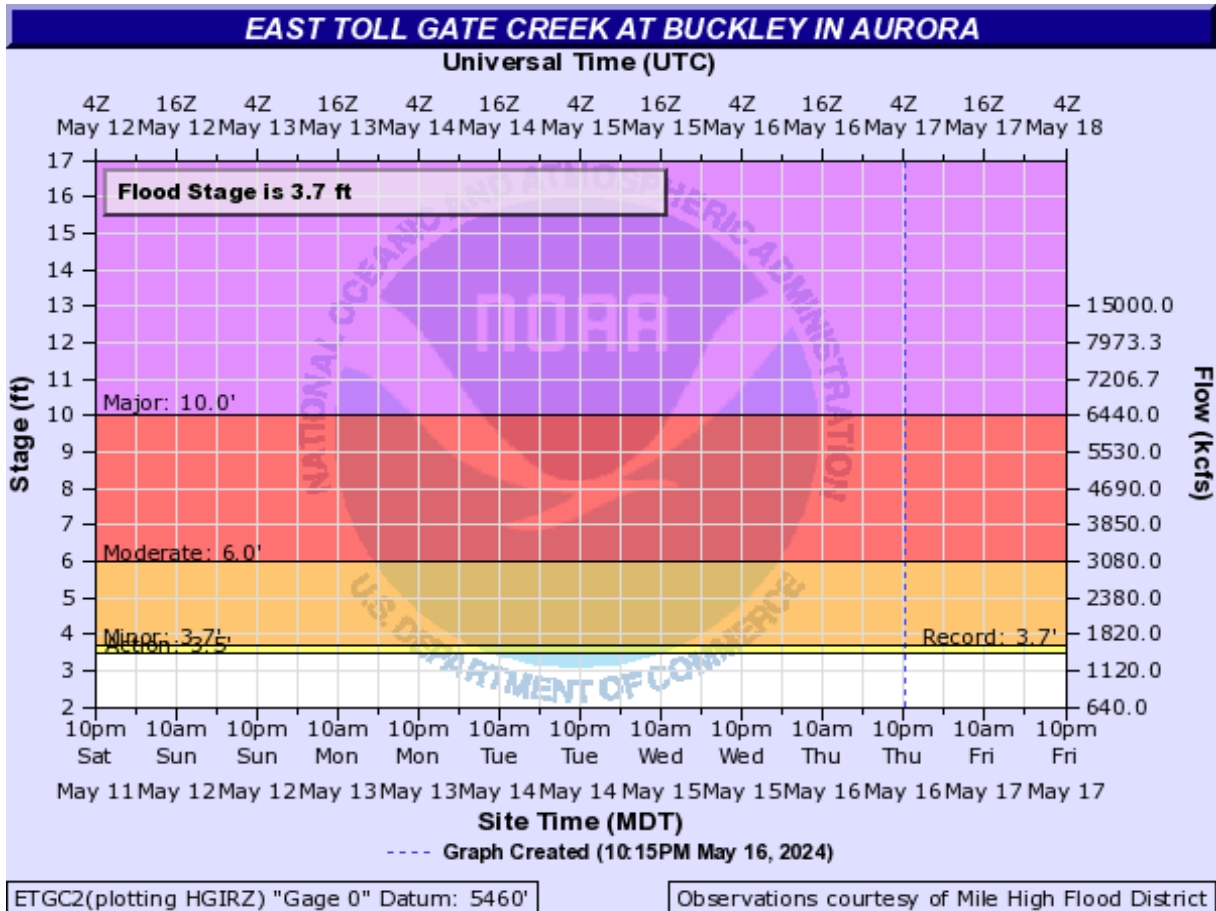 EAST TOLL GATE CREEK AT BUCKLEY IN AURORA
Universal Time (UTC)
4Z 16Z 4Z 16Z 4Z 16Z 4Z 16Z 4Z 16Z 4Z 16Z 4Z
May 12 May 12 May 13 May 13 May 14 May 14 May 15 May 15 May 16 May 16 May 17 May 17 May 18
Flood Stage is 3.7 ft
NATIONAL OCEANIC AND ATMOSPHERIC ADMINISTRATION
NOAA
U.S. DEPARTMENT OF COMMERCE
Stage (ft)
17
16
15
14
13
12
11
10
9
8
7
6
5
4
3
2
Major: 10.0'
Moderate: 6.0'
Minor: 3.7'
Action: 3.5'
Record: 3.7'
15000.0
7973.3
7206.7
6440.0
5530.0
4690.0
3850.0
3080.0
2380.0
1820.0
1120.0
640.0
Flow (kcfs)
10pm 10am 10pm 10am 10pm 10am 10pm 10am 10pm 10am 10pm 10am 10pm
Sat Sun Sun Mon Mon Tue Tue Wed Wed Thu Thu Fri Fri
May 11 May 12 May 12 May 13 May 13 May 14 May 14 May 15 May 15 May 16 May 16 May 17 May 17
Site Time (MDT)
---- Graph Created (10:15PM May 16, 2024)
ETGC2(plotting HGIRZ) "Gage 0" Datum: 5460'
Observations courtesy of Mile High Flood District